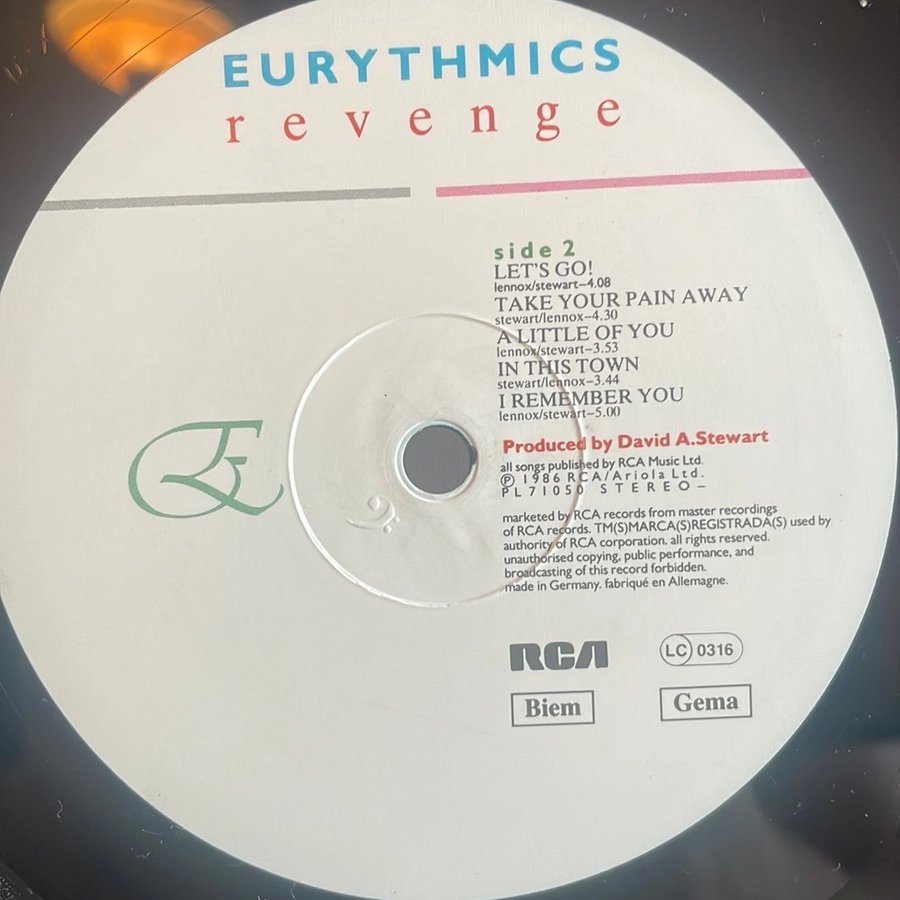 EURYTHMICS
revenge
side 2
LET'S GO!
lennox/stewart–4.08
TAKE YOUR PAIN AWAY
stewart/lennox–4.30
A LITTLE OF YOU
lennox/stewart–3.53
IN THIS TOWN
stewart/lennox–3.44
I REMEMBER YOU
lennox/stewart–5.00
Produced by David A.Stewart
all songs published by RCA Music Ltd.
℗ 1986 RCA/Ariola Ltd.
PL71050 STEREO–
marketed by RCA records from master recordings
of RCA records. TM(S)MARCA(S)REGISTRADA(S) used by
authority of RCA corporation. all rights reserved.
unauthorised copying, public performance, and
broadcasting of this record forbidden.
made in Germany. fabriqué en Allemagne.
RCA LC 0316
Biem Gema